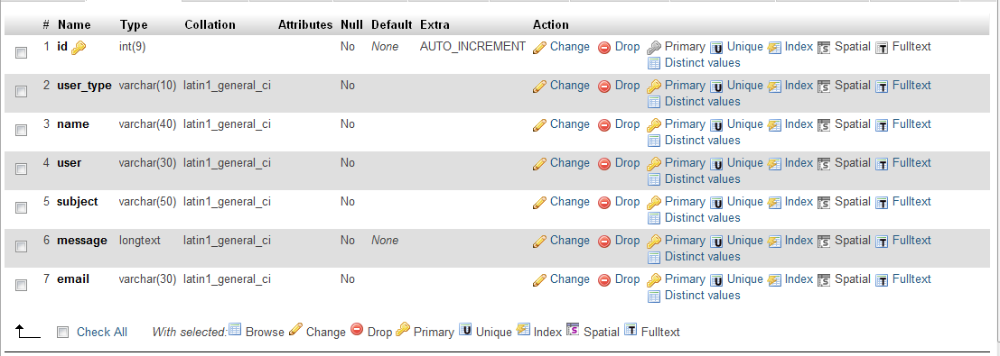 # Name Type Collation Attributes Null Default Extra Action
1 id int(9) No None AUTO_INCREMENT Change Drop Primary Unique Index Spatial Fulltext
Distinct values
2 user_type varchar(10) latin1_general_ci No Change Drop Primary Unique Index Spatial Fulltext
Distinct values
3 name varchar(40) latin1_general_ci No Change Drop Primary Unique Index Spatial Fulltext
Distinct values
4 user varchar(30) latin1_general_ci No Change Drop Primary Unique Index Spatial Fulltext
Distinct values
5 subject varchar(50) latin1_general_ci No Change Drop Primary Unique Index Spatial Fulltext
Distinct values
6 message longtext latin1_general_ci No None Change Drop Primary Unique Index Spatial Fulltext
Distinct values
7 email varchar(30) latin1_general_ci No Change Drop Primary Unique Index Spatial Fulltext
Distinct values
Check All With selected: Browse Change Drop Primary Unique Index Spatial Fulltext